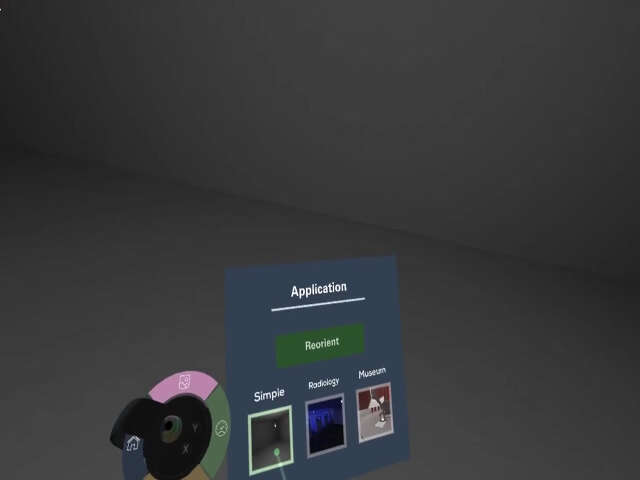 Application
Reorient
Simple
Radiology
Museum
Y
X